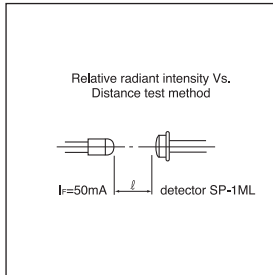 Relative radiant intensity Vs.
Distance test method
IF=50mA
ℓ
detector SP-1ML